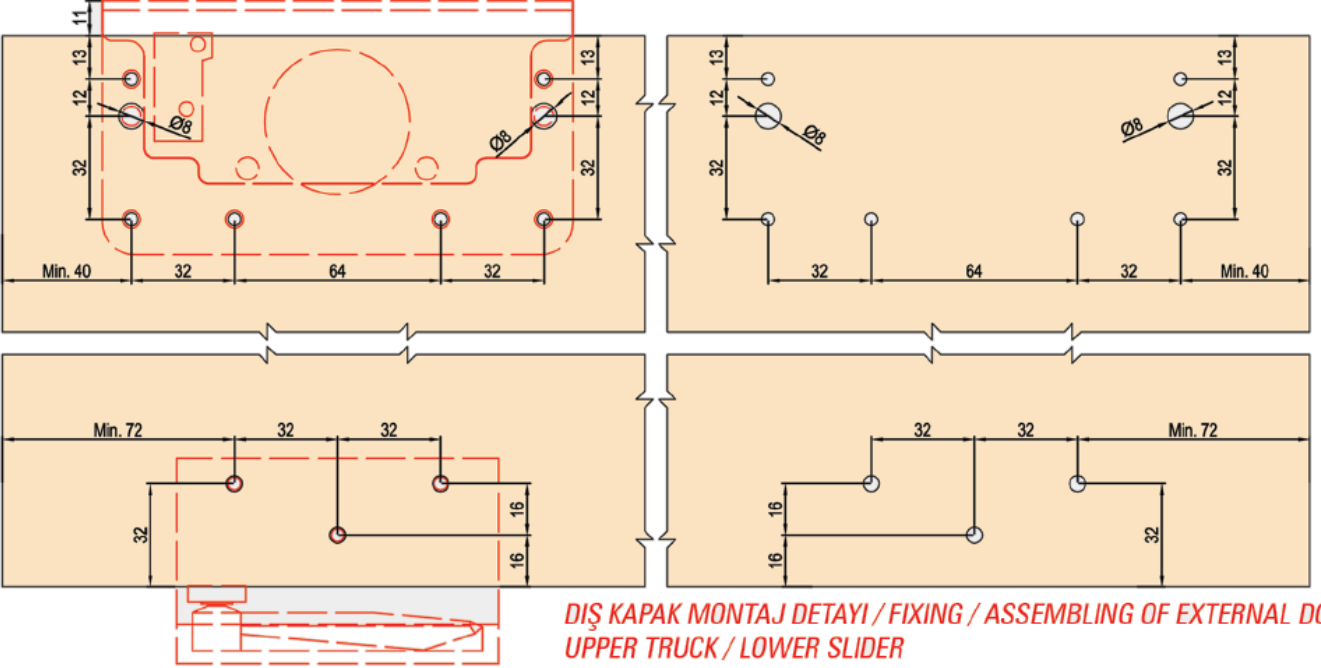 11
13
13
13
13
12
12
12
12
Ø8
Ø8
Ø8
Ø8
32
32
32
32
Min. 40
32
64
32
32
64
32
Min. 40
Min. 72
32
32
32
32
Min. 72
32
16
16
16
16
32
DIŞ KAPAK MONTAJ DETAYI / FIXING / ASSEMBLING OF EXTERNAL
UPPER TRUCK / LOWER SLIDER